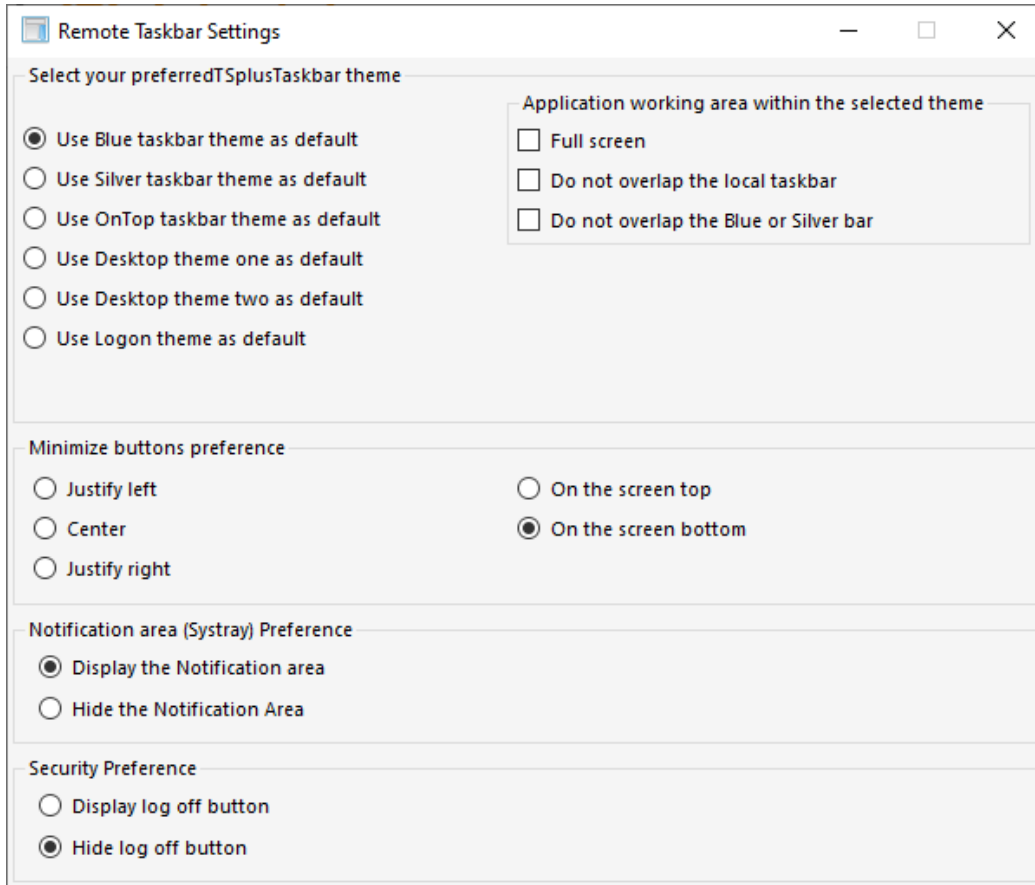 Remote Taskbar Settings
Select your preferredTSplusTaskbar theme
Application working area within the selected theme
Use Blue taskbar theme as default
Full screen
Use Silver taskbar theme as default
Do not overlap the local taskbar
Use OnTop taskbar theme as default
Do not overlap the Blue or Silver bar
Use Desktop theme one as default
Use Desktop theme two as default
Use Logon theme as default
Minimize buttons preference
Justify left
On the screen top
Center
On the screen bottom
Justify right
Notification area (Systray) Preference
Display the Notification area
Hide the Notification Area
Security Preference
Display log off button
Hide log off button